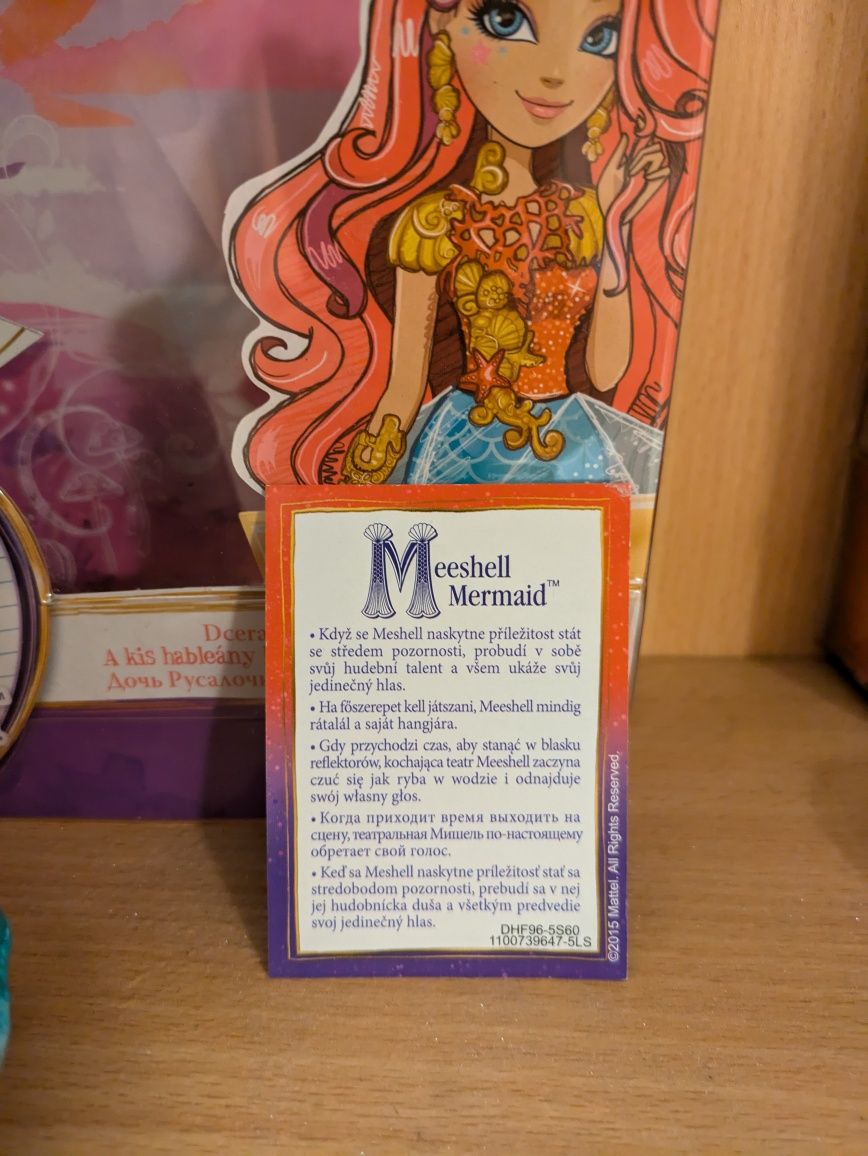 Dcera
A kis hableány
Дочь Русалоч
Meeshell
Mermaid™
• Když se Meshell naskytne příležitost stát
se středem pozornosti, probudí v sobě
svůj hudební talent a všem ukáže svůj
jedinečný hlas.
• Ha főszerepet kell játszani, Meeshell mindig
rátalál a saját hangjára.
• Gdy przychodzi czas, aby stanąć w blasku
reflektorów, kochająca teatr Meeshell zaczyna
czuć się jak ryba w wodzie i odnajduje
swój własny głos.
• Когда приходит время выходить на
сцену, театральная Мишель по-настоящему
обретает свой голос.
• Keď sa Meshell naskytne príležitosť stať sa
stredobodom pozornosti, prebudí sa v nej
jej hudobnícka duša a všetkým predvedie
svoj jedinečný hlas.
DHF96-5S60
1100739647-5LS
©2015 Mattel. All Rights Reserved.